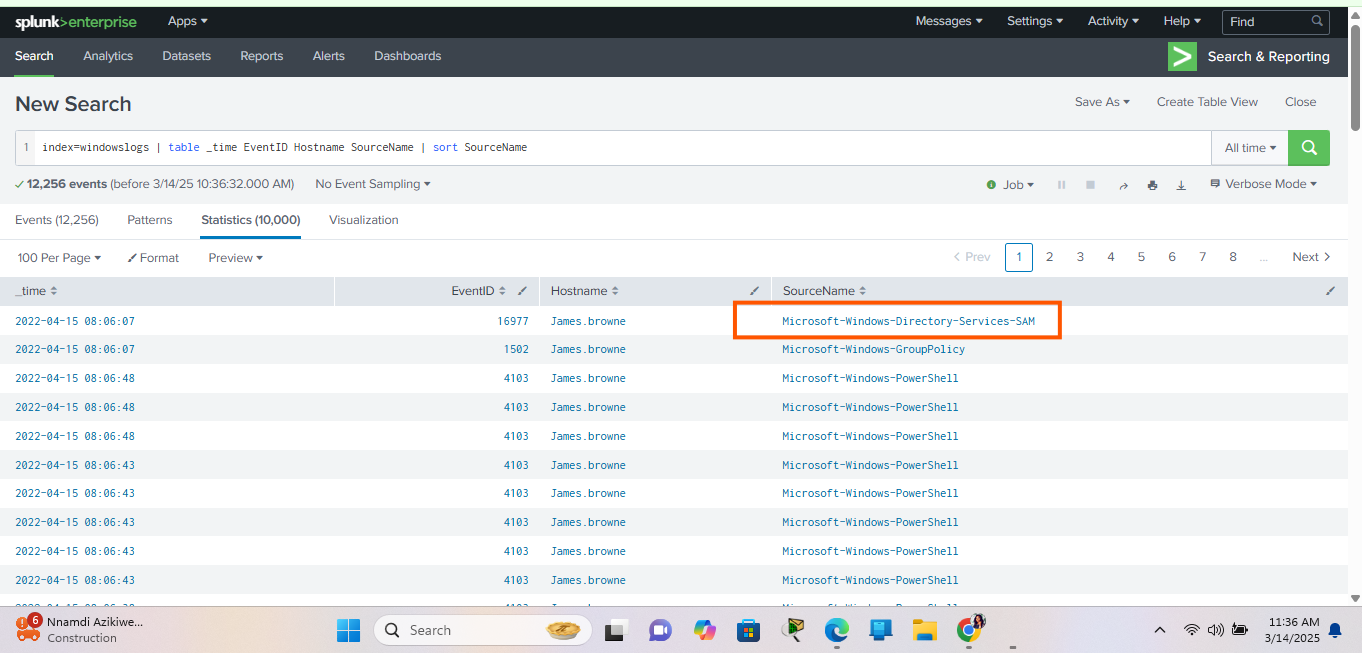 splunk>enterprise Apps Messages Settings Activity Help Find
Search Analytics Datasets Reports Alerts Dashboards Search & Reporting
New Search Save As Create Table View Close
1 index=windowslogs | table _time EventID Hostname SourceName | sort SourceName All time
12,256 events (before 3/14/25 10:36:32.000 AM) No Event Sampling Job Verbose Mode
Events (12,256) Patterns Statistics (10,000) Visualization
100 Per Page Format Preview < Prev 1 2 3 4 5 6 7 8 ... Next >
_time EventID Hostname SourceName
2022-04-15 08:06:07 16977 James.browne Microsoft-Windows-Directory-Services-SAM
2022-04-15 08:06:07 1502 James.browne Microsoft-Windows-GroupPolicy
2022-04-15 08:06:48 4103 James.browne Microsoft-Windows-PowerShell
2022-04-15 08:06:48 4103 James.browne Microsoft-Windows-PowerShell
2022-04-15 08:06:48 4103 James.browne Microsoft-Windows-PowerShell
2022-04-15 08:06:43 4103 James.browne Microsoft-Windows-PowerShell
2022-04-15 08:06:43 4103 James.browne Microsoft-Windows-PowerShell
2022-04-15 08:06:43 4103 James.browne Microsoft-Windows-PowerShell
2022-04-15 08:06:43 4103 James.browne Microsoft-Windows-PowerShell
2022-04-15 08:06:43 4103 James.browne Microsoft-Windows-PowerShell
6 Nnamdi Azikiwe... Search 11:36 AM
Construction 3/14/2025